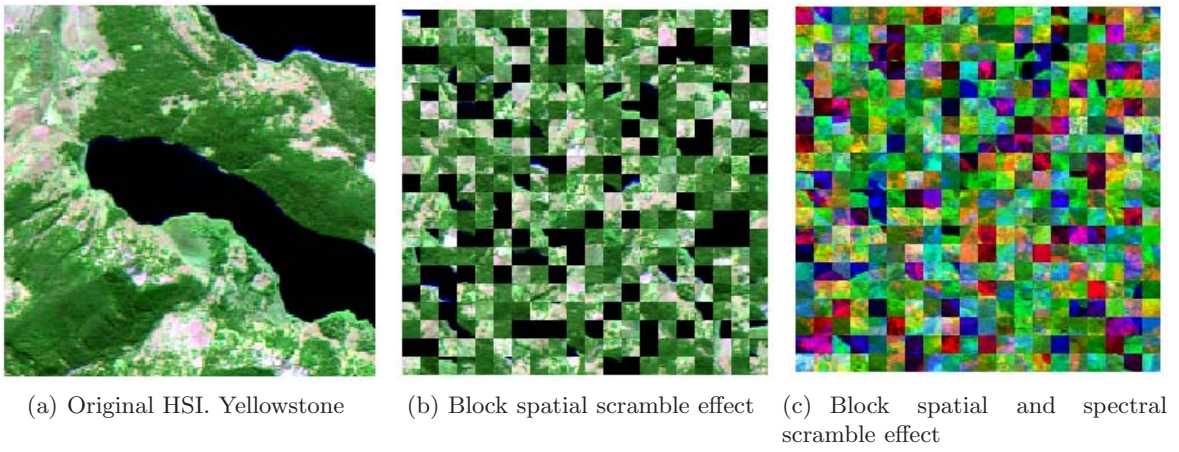 (a) Original HSI. Yellowstone
(b) Block spatial scramble effect
(c) Block spatial and spectral
scramble effect